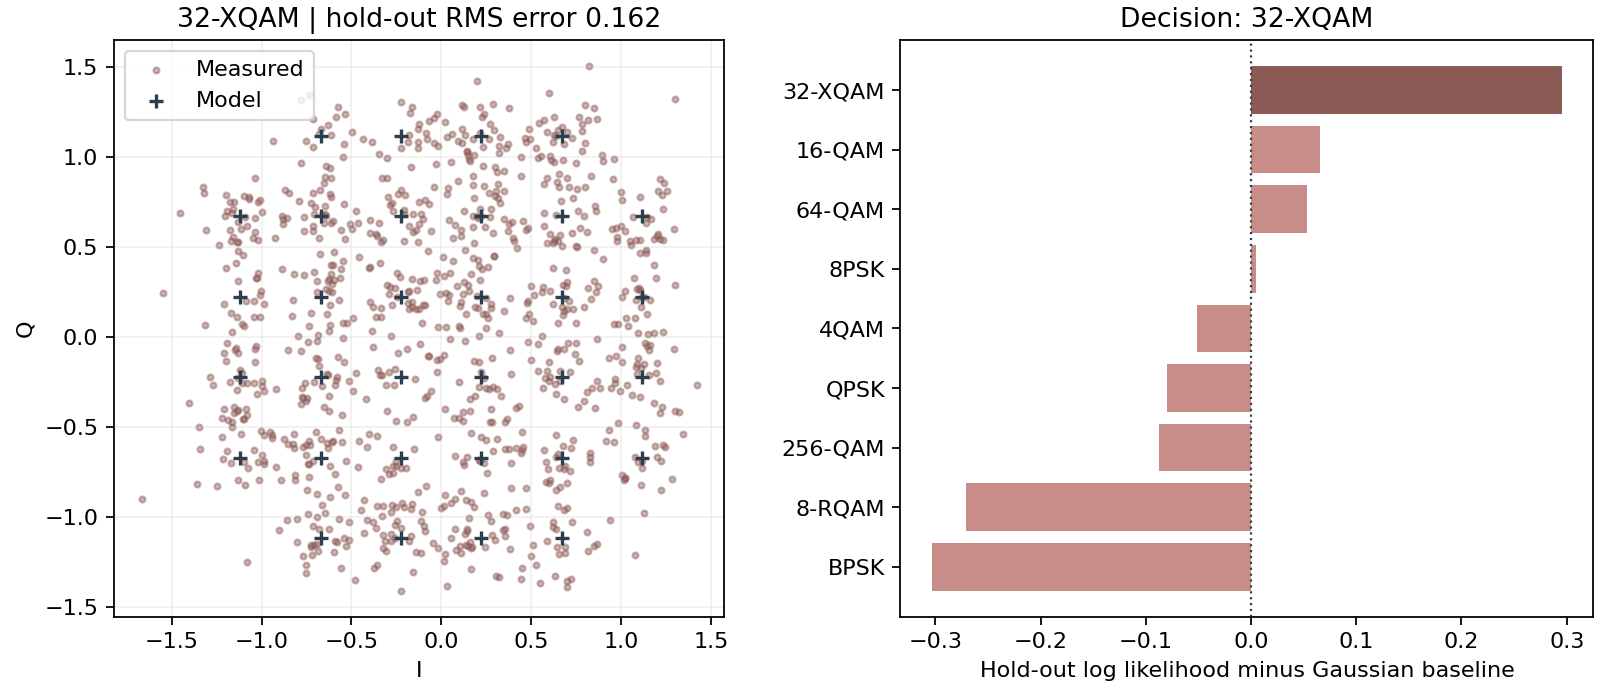 32-XQAM | hold-out RMS error 0.162
Measured
Model
1.5
1.0
0.5
0.0
−0.5
−1.0
−1.5
Q
−1.5
−1.0
−0.5
0.0
0.5
1.0
1.5
I
Decision: 32-XQAM
32-XQAM
16-QAM
64-QAM
8PSK
4QAM
QPSK
256-QAM
8-RQAM
BPSK
−0.3
−0.2
−0.1
0.0
0.1
0.2
0.3
Hold-out log likelihood minus Gaussian baseline